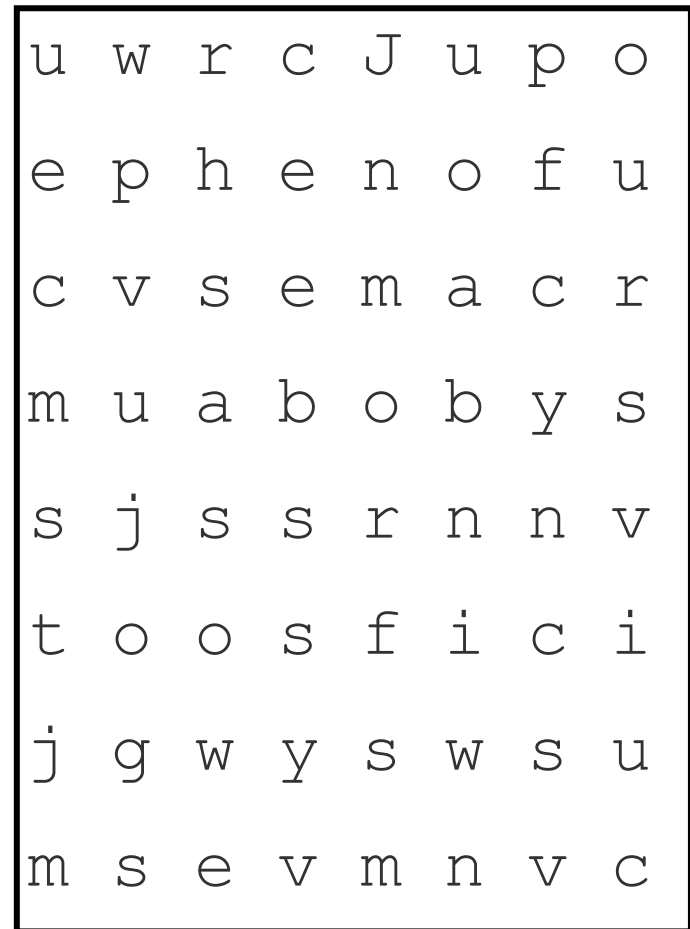 u w r c J u p o
e p h e n o f u
c v s e m a c r
m u a b o b y s
s j s s r n n v
t o o s f i c i
j g w y s w s u
m s e v m n v c